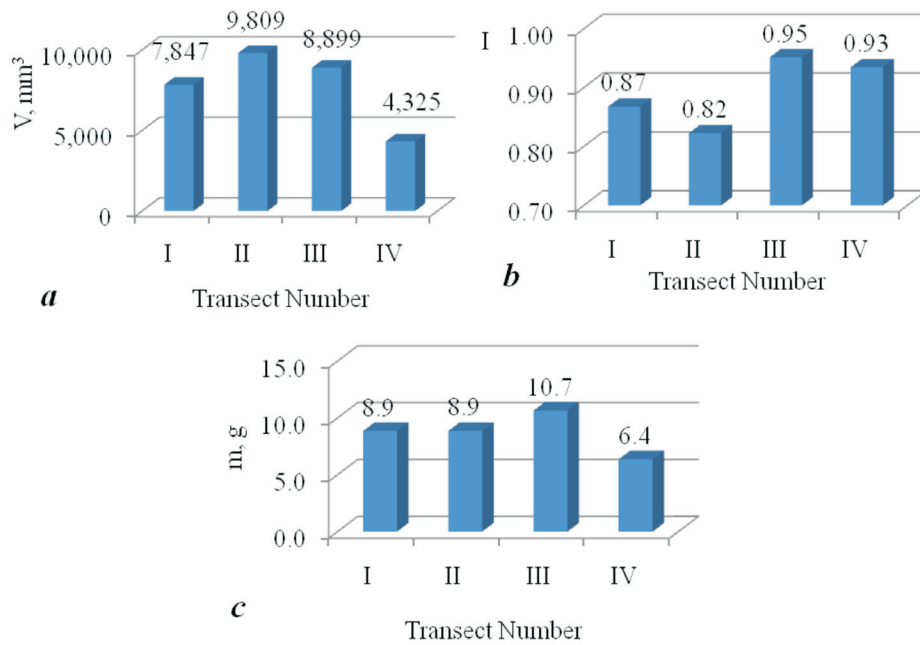 9,809
8,899
7,847
4,325
10,000
5,000
0
V, mm³
I II III IV
Transect Number
a
I
1.00
0.90
0.80
0.70
0.87
0.82
0.95
0.93
I II III IV
Transect Number
b
15.0
10.0
5.0
0.0
m, g
8.9
8.9
10.7
6.4
I II III IV
Transect Number
c